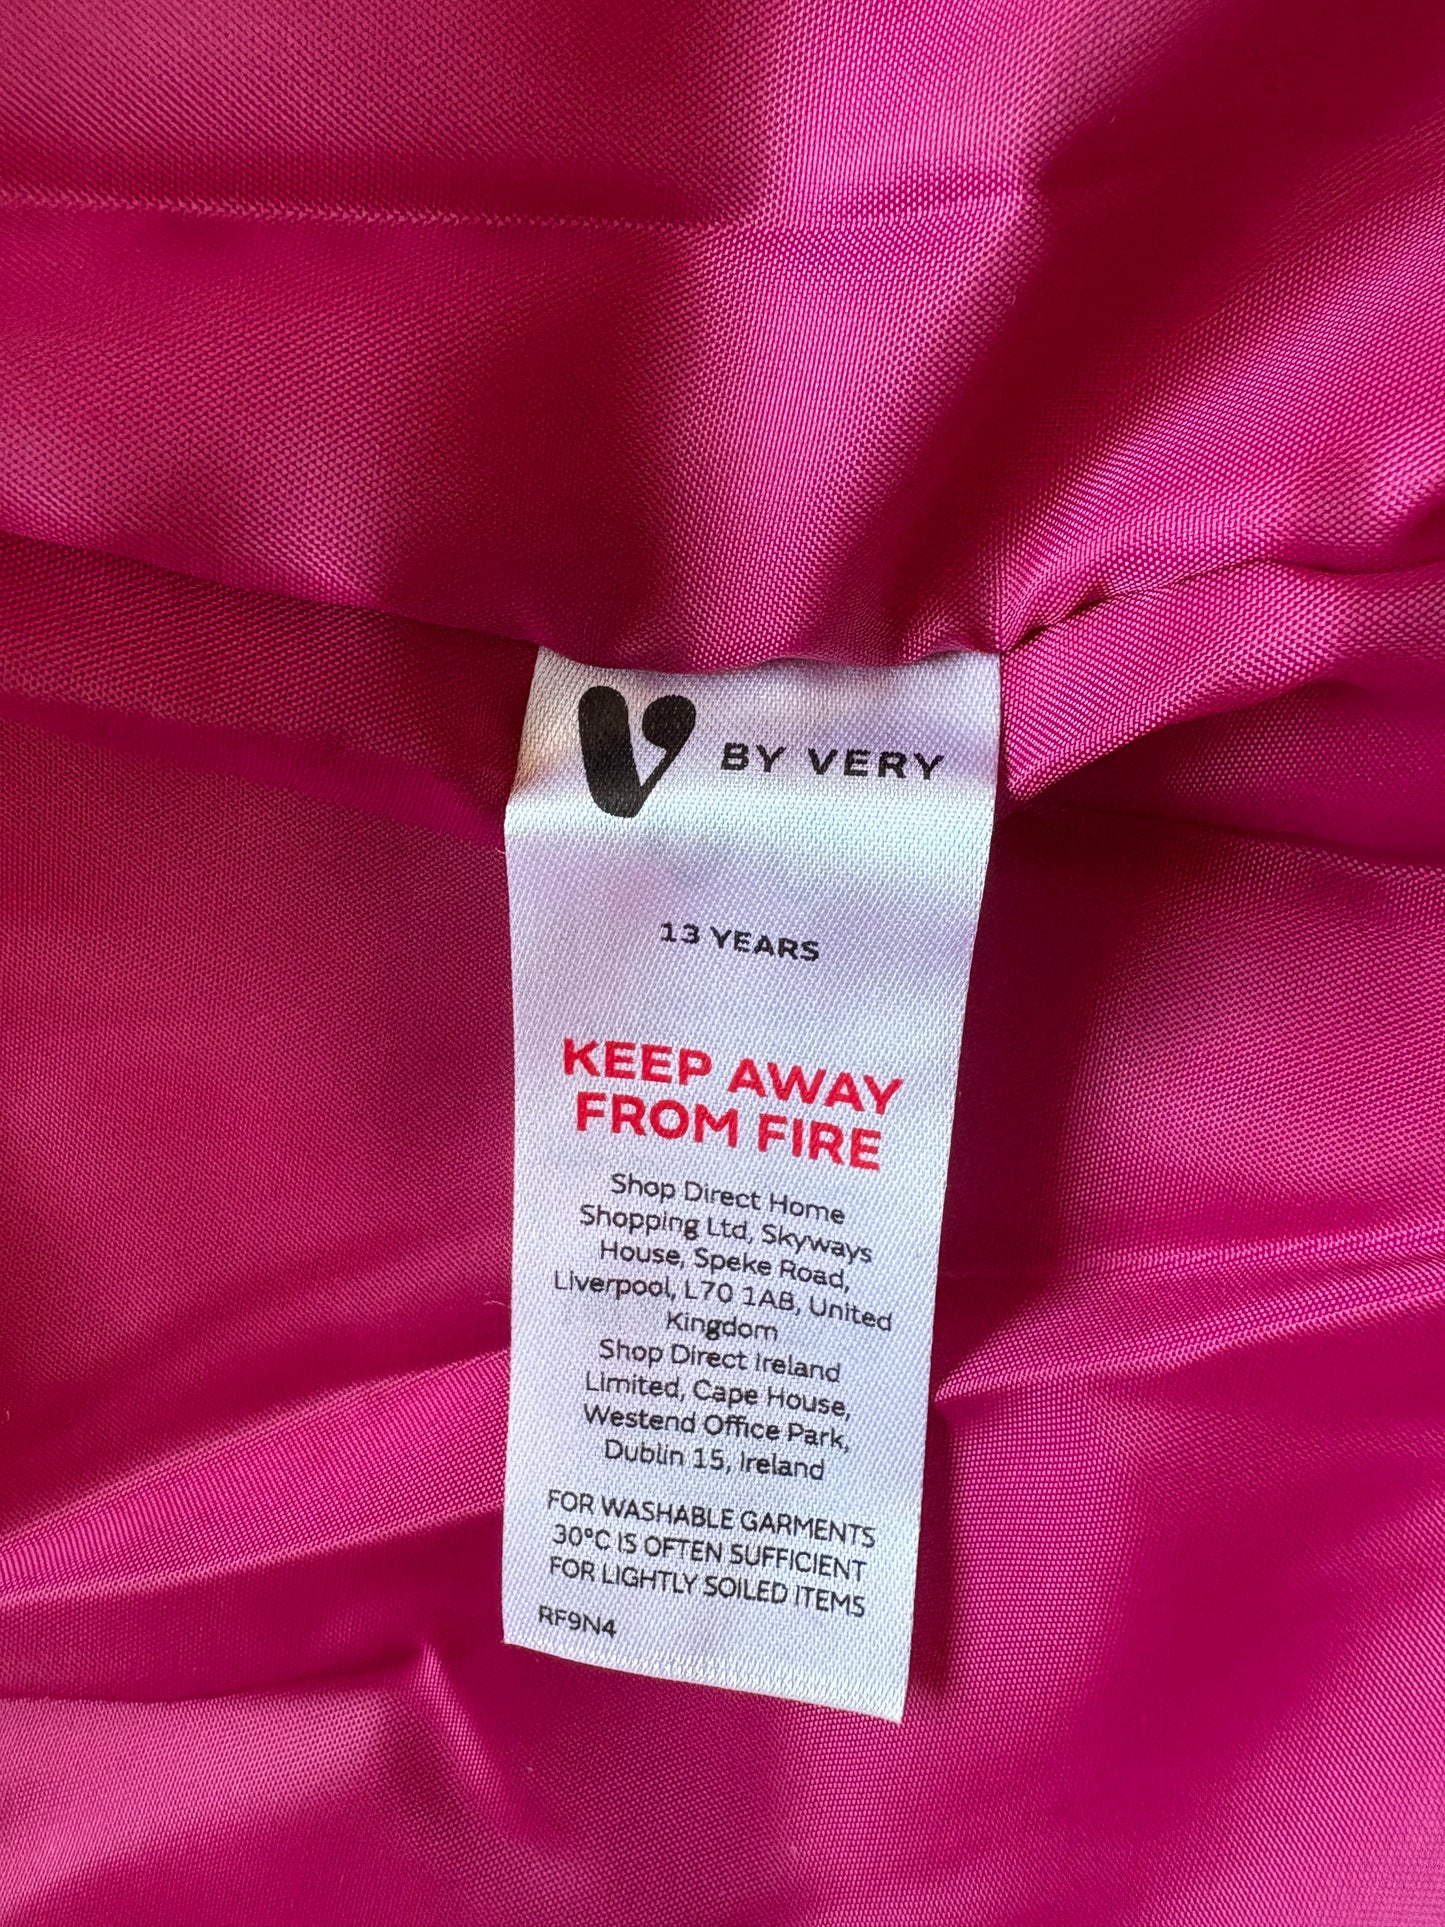 V BY VERY
13 YEARS
KEEP AWAY
FROM FIRE
Shop Direct Home
Shopping Ltd, Skyways
House, Speke Road,
Liverpool, L70 1AB, United
Kingdom
Shop Direct Ireland
Limited, Cape House,
Westend Office Park,
Dublin 15, Ireland
FOR WASHABLE GARMENTS
30°C IS OFTEN SUFFICIENT
FOR LIGHTLY SOILED ITEMS
RF9N4